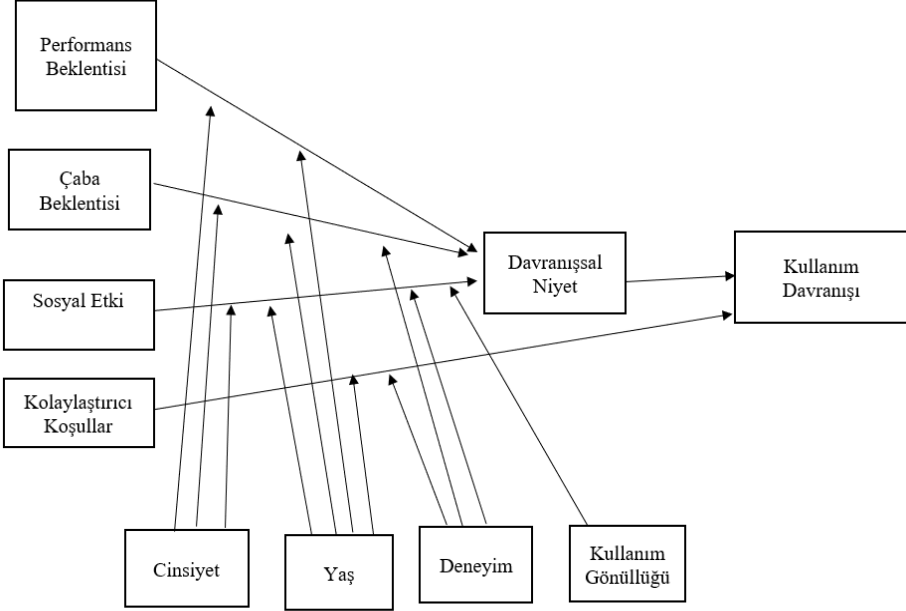 Performans
Beklentisi
Çaba
Beklentisi
Sosyal Etki
Kolaylaştırıcı
Koşullar
Davranışsal
Niyet
Kullanım
Davranışı
Cinsiyet
Yaş
Deneyim
Kullanım
Gönüllüğü